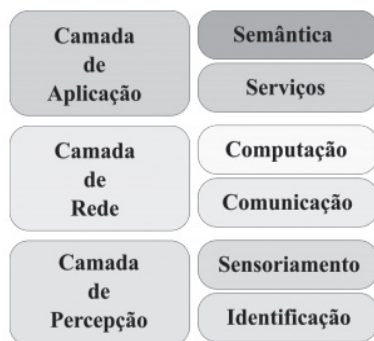 Camada
de
Aplicação
Semântica
Serviços
Camada
de
Rede
Computação
Comunicação
Camada
de
Percepção
Sensoriamento
Identificação